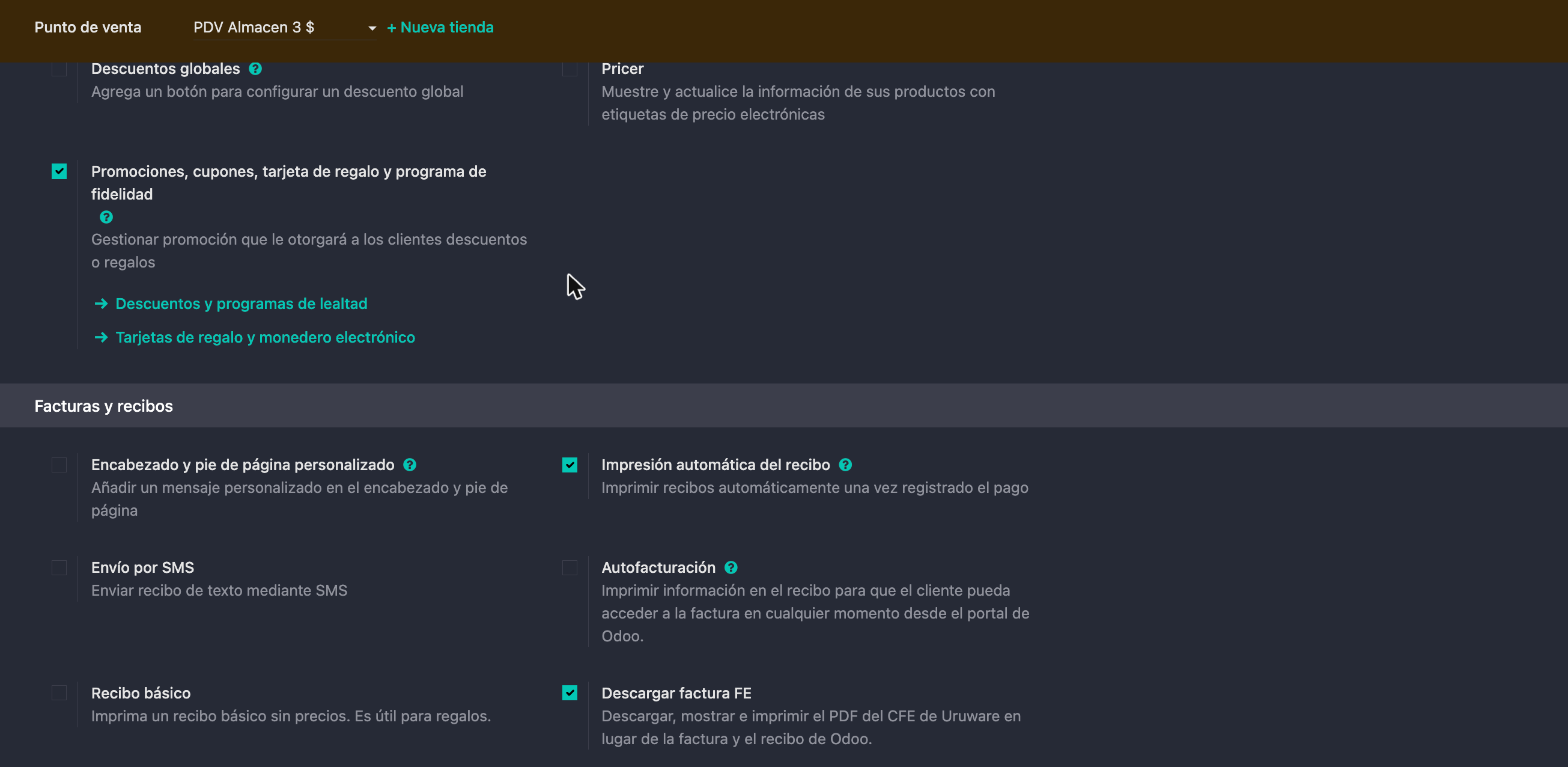 Punto de venta
PDV Almacen 3 $
+ Nueva tienda
Descuentos globales ?
Agrega un botón para configurar un descuento global
Pricer
Muestre y actualice la información de sus productos con
etiquetas de precio electrónicas
Promociones, cupones, tarjeta de regalo y programa de
fidelidad
?
Gestionar promoción que le otorgará a los clientes descuentos
o regalos
→ Descuentos y programas de lealtad
→ Tarjetas de regalo y monedero electrónico
Facturas y recibos
Encabezado y pie de página personalizado ?
Añadir un mensaje personalizado en el encabezado y pie de
página
Impresión automática del recibo ?
Imprimir recibos automáticamente una vez registrado el pago
Envío por SMS
Enviar recibo de texto mediante SMS
Autofacturación ?
Imprimir información en el recibo para que el cliente pueda
acceder a la factura en cualquier momento desde el portal de
Odoo.
Recibo básico
Imprima un recibo básico sin precios. Es útil para regalos.
Descargar factura FE
Descargar, mostrar e imprimir el PDF del CFE de Uruware en
lugar de la factura y el recibo de Odoo.